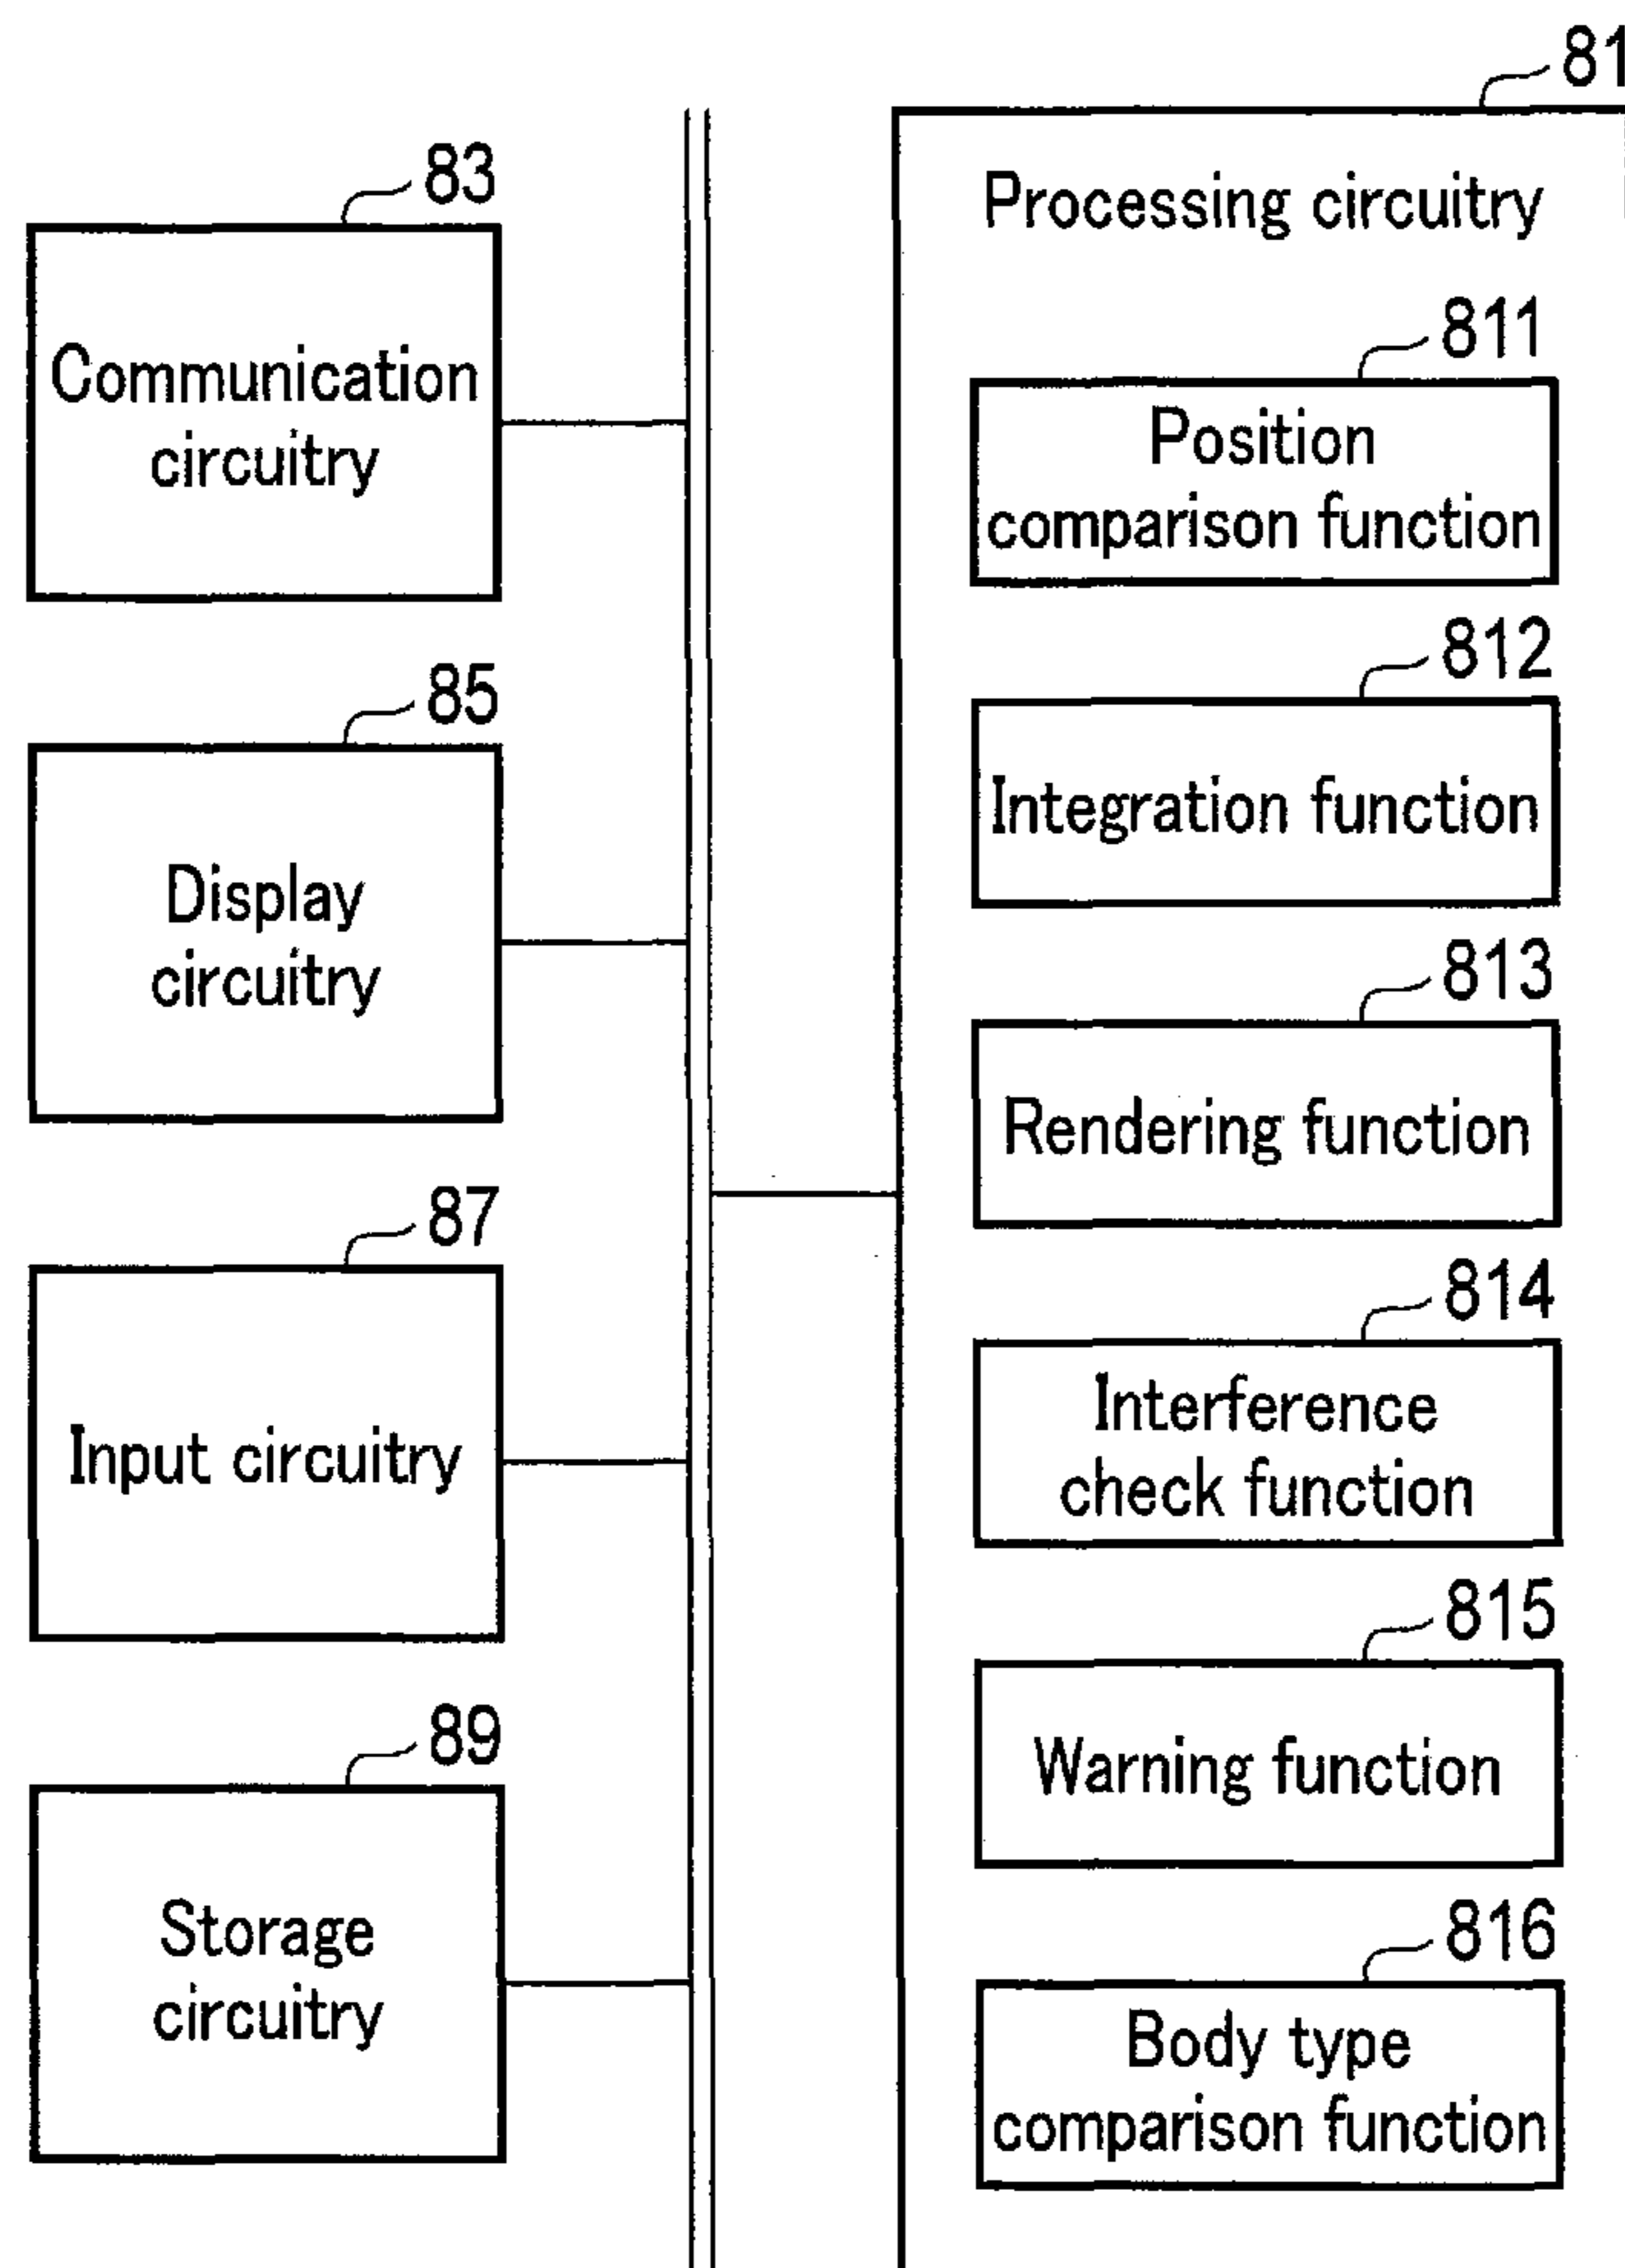 83
Communication
circuitry
85
Display
circuitry
87
Input circuitry
89
Storage
circuitry
81
Processing circuitry
811
Position
comparison function
812
Integration function
813
Rendering function
814
Interference
check function
815
Warning function
816
Body type
comparison function